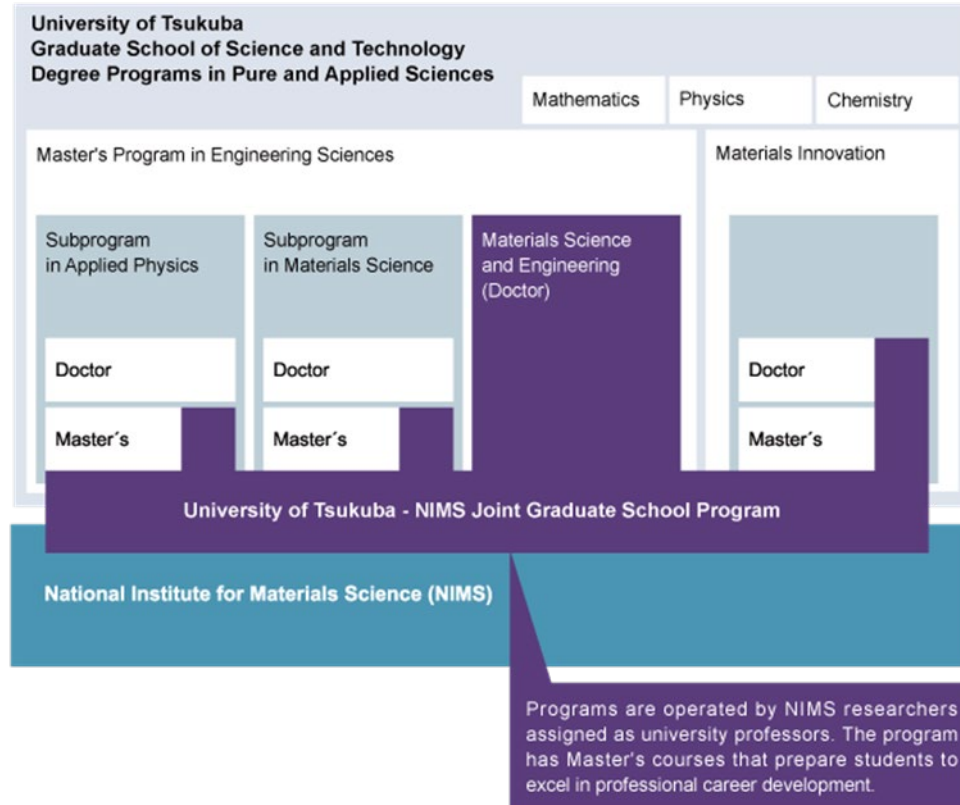 University of Tsukuba
Graduate School of Science and Technology
Degree Programs in Pure and Applied Sciences
Mathematics
Physics
Chemistry
Master's Program in Engineering Sciences
Materials Innovation
Subprogram
in Applied Physics
Subprogram
in Materials Science
Materials Science
and Engineering
(Doctor)
Doctor
Doctor
Doctor
Master´s
Master´s
Master´s
University of Tsukuba - NIMS Joint Graduate School Program
National Institute for Materials Science (NIMS)
Programs are operated by NIMS researchers
assigned as university professors. The program
has Master's courses that prepare students to
excel in professional career development.